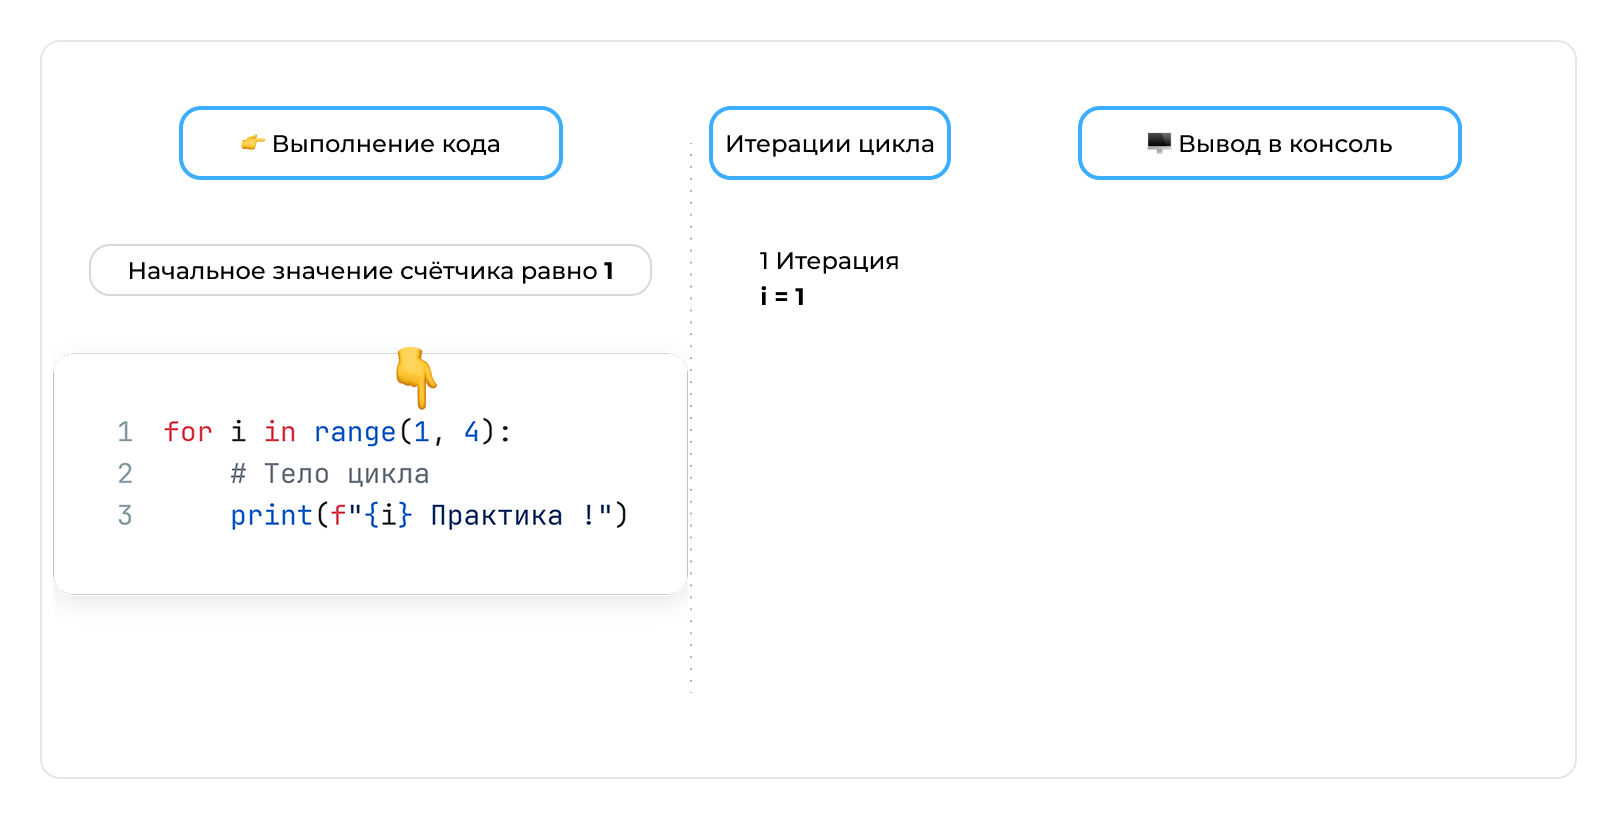 👉 Выполнение кода
Итерации цикла
🖥️ Вывод в консоль
Начальное значение счётчика равно 1
1 Итерация
i = 1
1 for i in range(1, 4):
2     # Тело цикла
3     print(f"{i} Практика !")